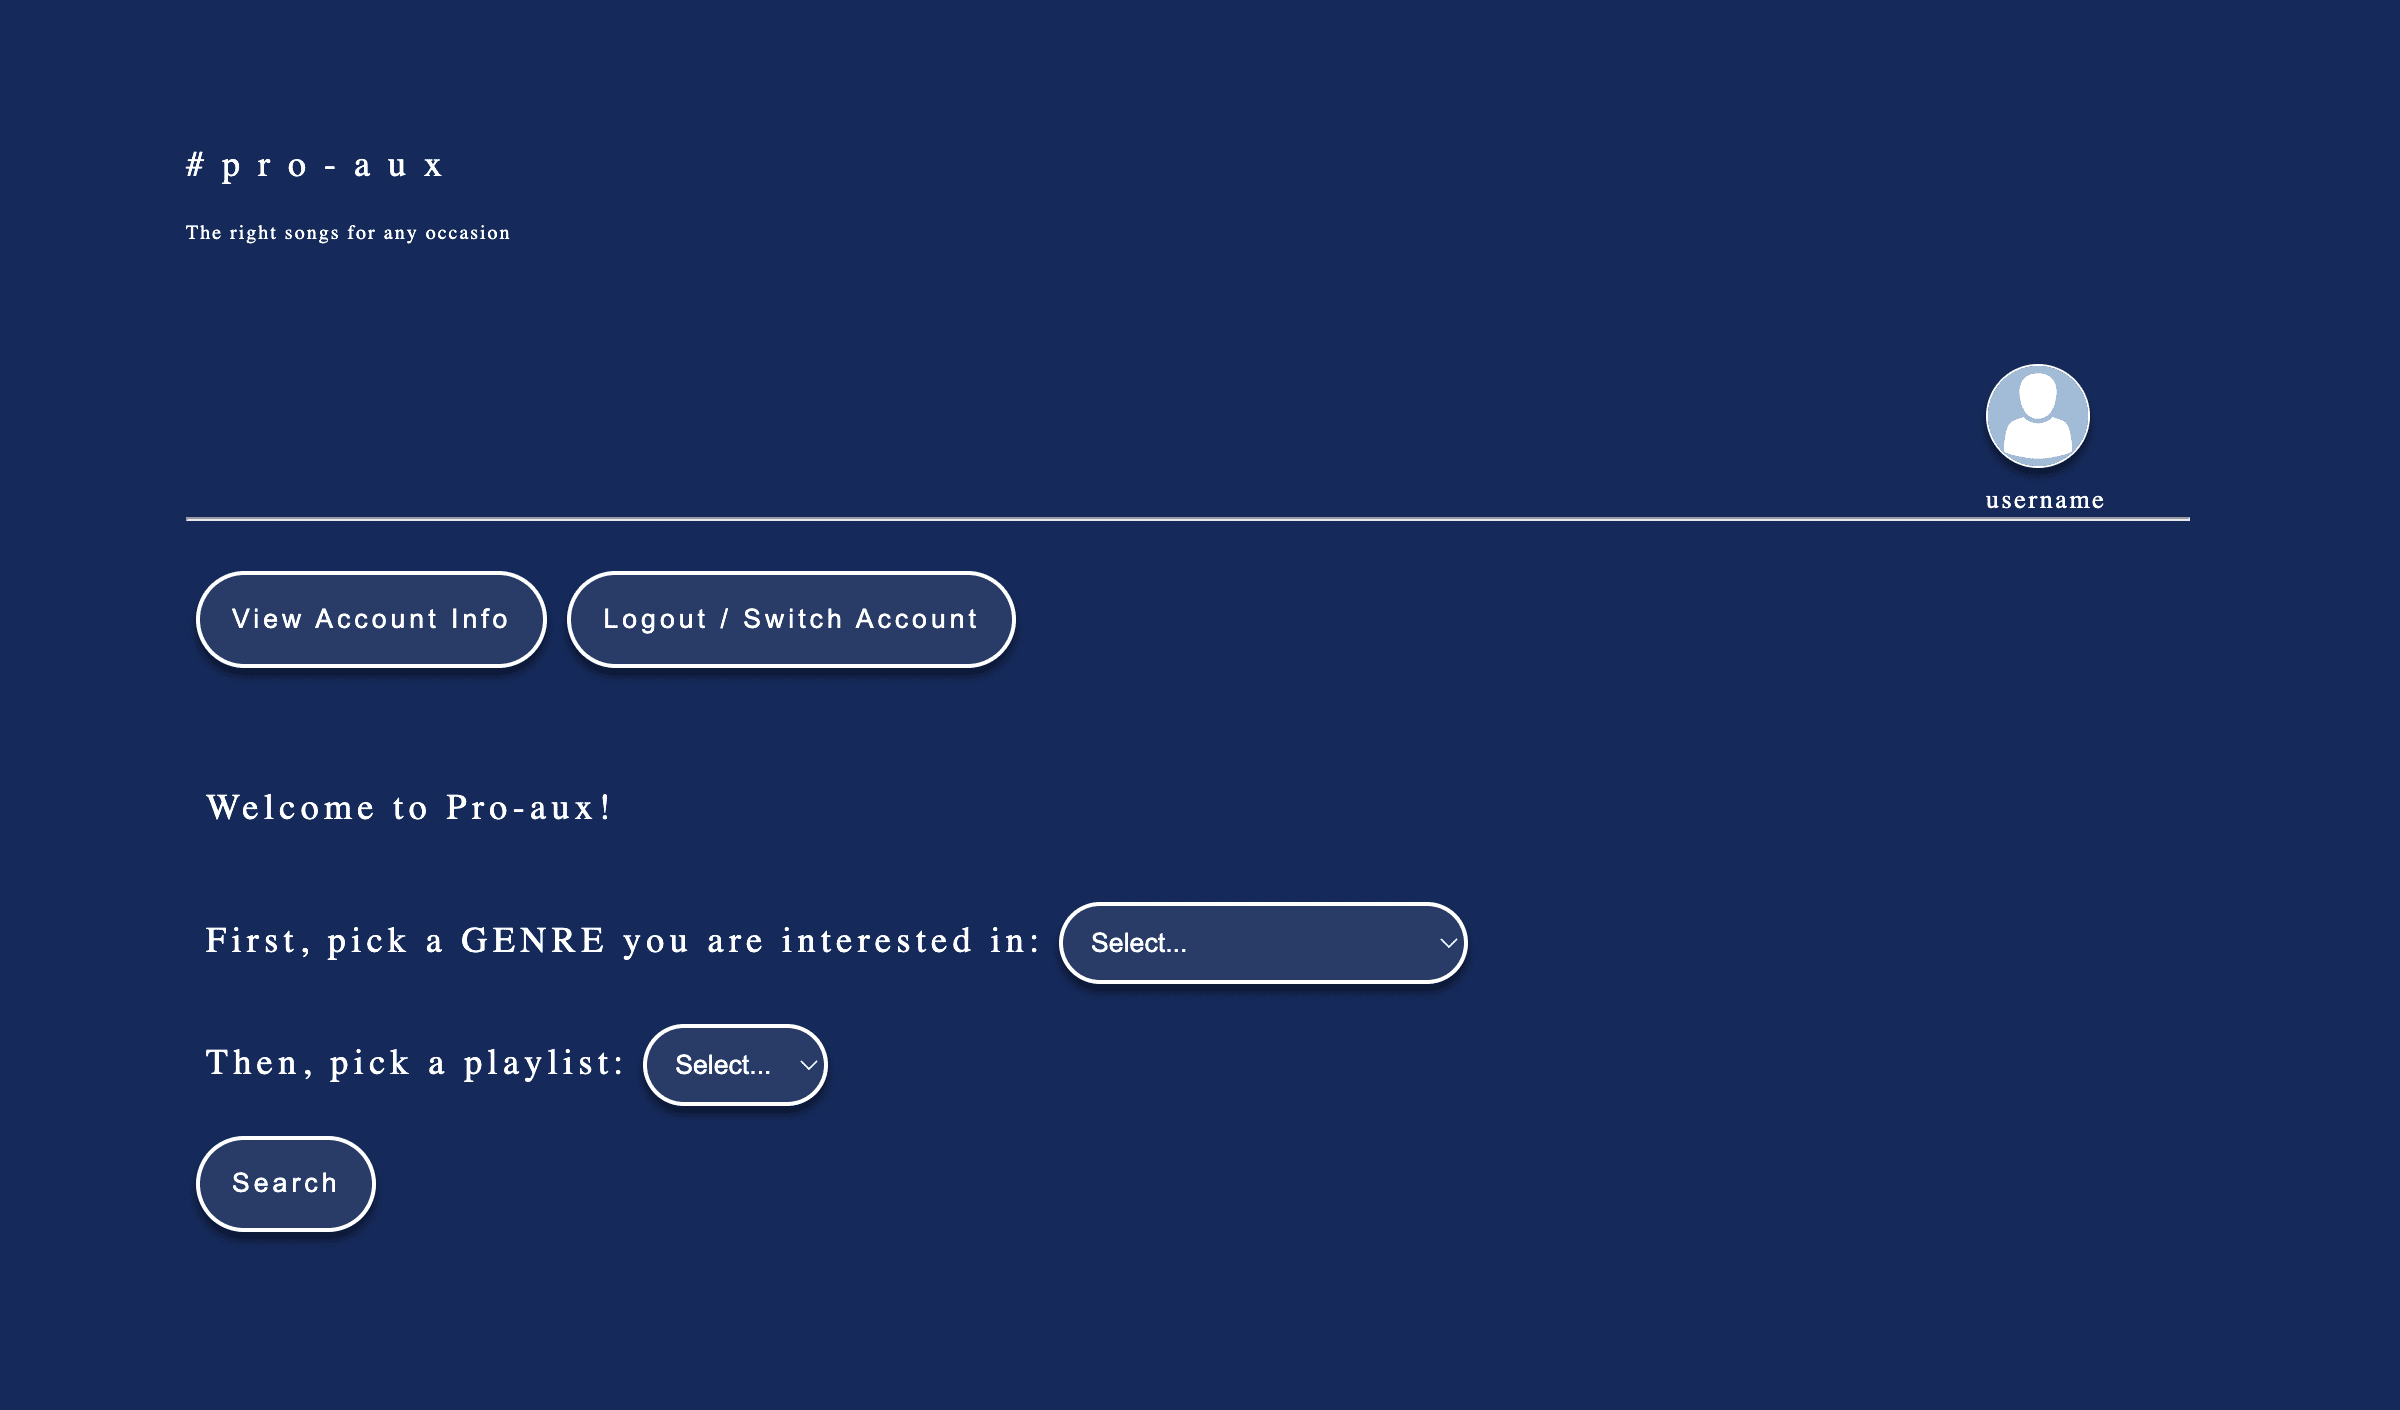 #pro-aux
The right songs for any occasion
username
View Account Info
Logout / Switch Account
Welcome to Pro-aux!
First, pick a GENRE you are interested in: Select...
Then, pick a playlist: Select...
Search